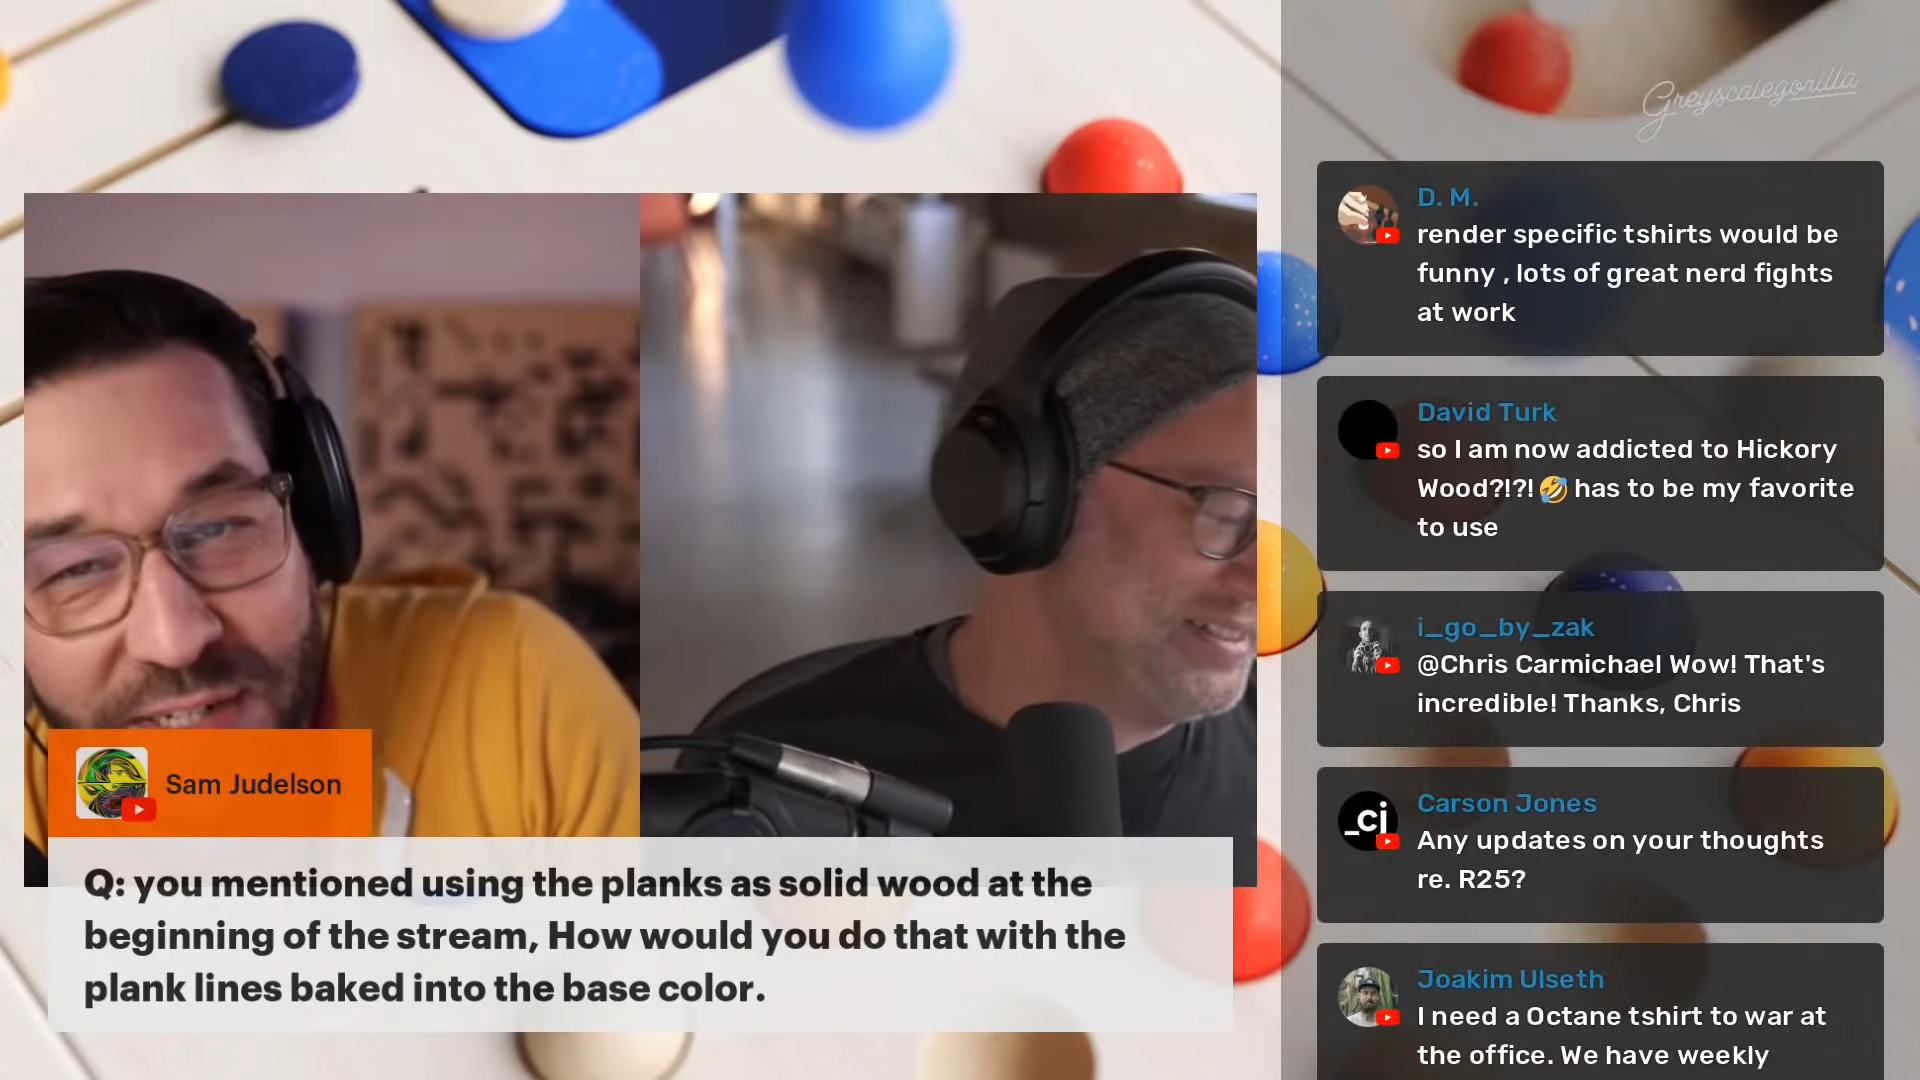 Greyscalegorilla
D. M.
render specific tshirts would be
funny , lots of great nerd fights
at work
David Turk
so I am now addicted to Hickory
Wood?!?! 🤣 has to be my favorite
to use
i_go_by_zak
@Chris Carmichael Wow! That's
incredible! Thanks, Chris
_cj
Carson Jones
Any updates on your thoughts
re. R25?
Joakim Ulseth
I need a Octane tshirt to war at
the office. We have weekly
Sam Judelson
Q: you mentioned using the planks as solid wood at the
beginning of the stream, How would you do that with the
plank lines baked into the base color.